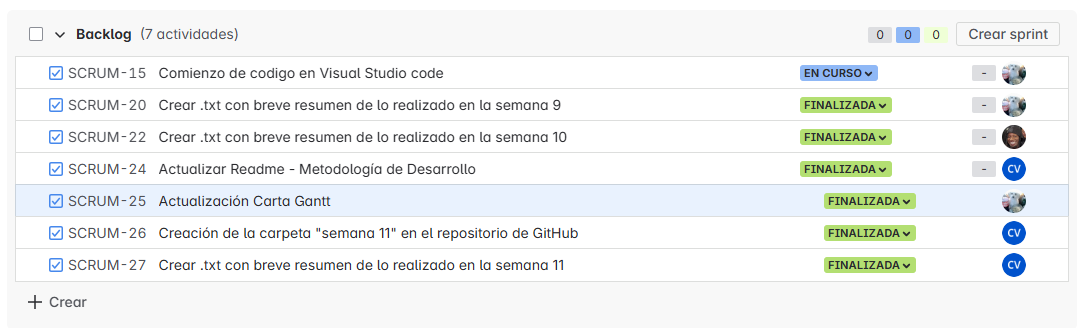 Backlog (7 actividades) 0 0 0 Crear sprint
SCRUM-15 Comienzo de codigo en Visual Studio code EN CURSO -
SCRUM-20 Crear .txt con breve resumen de lo realizado en la semana 9 FINALIZADA -
SCRUM-22 Crear .txt con breve resumen de lo realizado en la semana 10 FINALIZADA -
SCRUM-24 Actualizar Readme - Metodología de Desarrollo FINALIZADA - CV
SCRUM-25 Actualización Carta Gantt FINALIZADA
SCRUM-26 Creación de la carpeta "semana 11" en el repositorio de GitHub FINALIZADA CV
SCRUM-27 Crear .txt con breve resumen de lo realizado en la semana 11 FINALIZADA CV
+ Crear